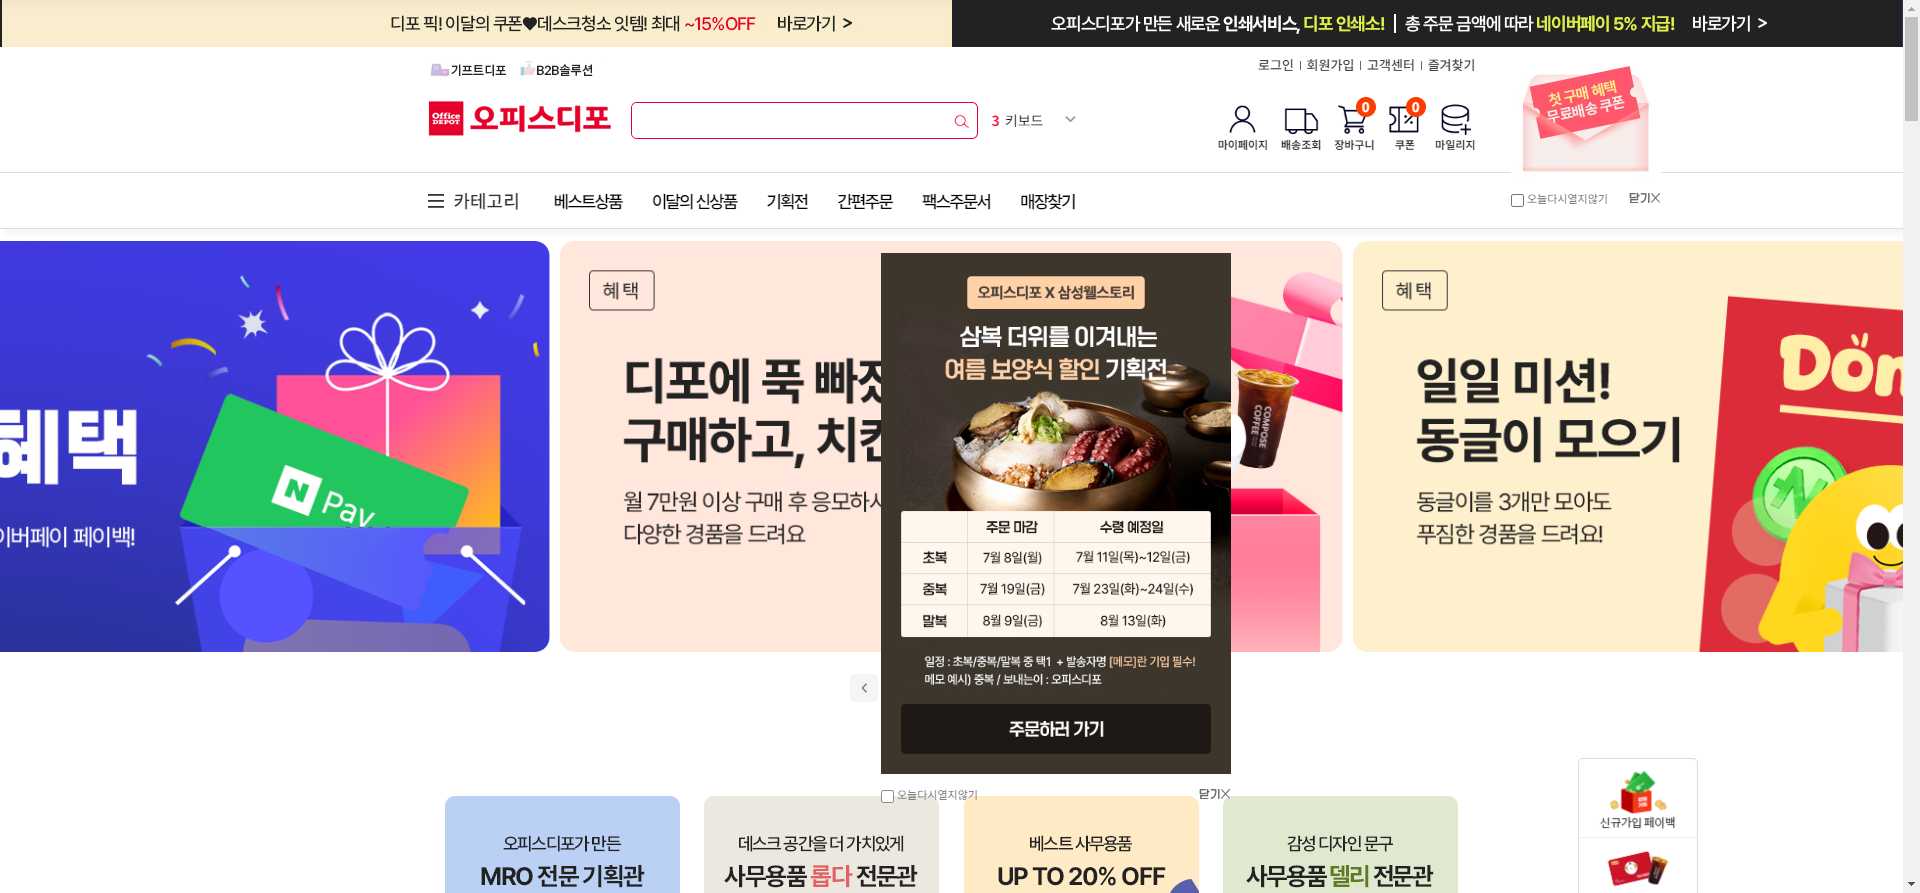 디포 픽! 이달의 쿠폰♥데스크청소 잇템! 최대 ~15%OFF 바로가기 >
오피스디포가 만든 새로운 인쇄서비스, 디포 인쇄소! | 총 주문 금액에 따라 네이버페이 5% 지급! 바로가기 >
기프트디포
B2B솔루션
로그인 | 회원가입 | 고객센터 | 즐겨찾기
Office DEPOT 오피스디포
3 키보드
0
0
마이페이지
배송조회
장바구니
쿠폰
마일리지
첫 구매 혜택
무료배송 쿠폰
카테고리
베스트상품
이달의 신상품
기획전
간편주문
팩스주문서
매장찾기
오늘다시열지않기
닫기X
혜택
N Pay
이버페이 페이백!
혜택
디포에 푹 빠졌
구매하고, 치킨
월 7만원 이상 구매 후 응모하시
다양한 경품을 드려요
COMPOSE COFFEE
오피스디포 X 삼성웰스토리
삼복 더위를 이겨내는
여름 보양식 할인 기획전
주문 마감 수령 예정일
초복 7월 8일(월) 7월 11일(목)~12일(금)
중복 7월 19일(금) 7월 23일(화)~24일(수)
말복 8월 9일(금) 8월 13일(화)
일정 : 초복/중복/말복 중 택1 + 발송자명 [메모]란 기입 필수!
메모 예시) 중복 / 보내는이 : 오피스디포
주문하러 가기
오늘다시열지않기
닫기X
혜택
일일 미션!
동글이 모으기
동글이를 3개만 모아도
푸짐한 경품을 드려요!
Don
N
오피스디포가 만든
MRO 전문 기획관
데스크 공간을 더 가치있게
사무용품 롭다 전문관
베스트 사무용품
UP TO 20% OFF
감성 디자인 문구
사무용품 델리 전문관
신규가입 페이백